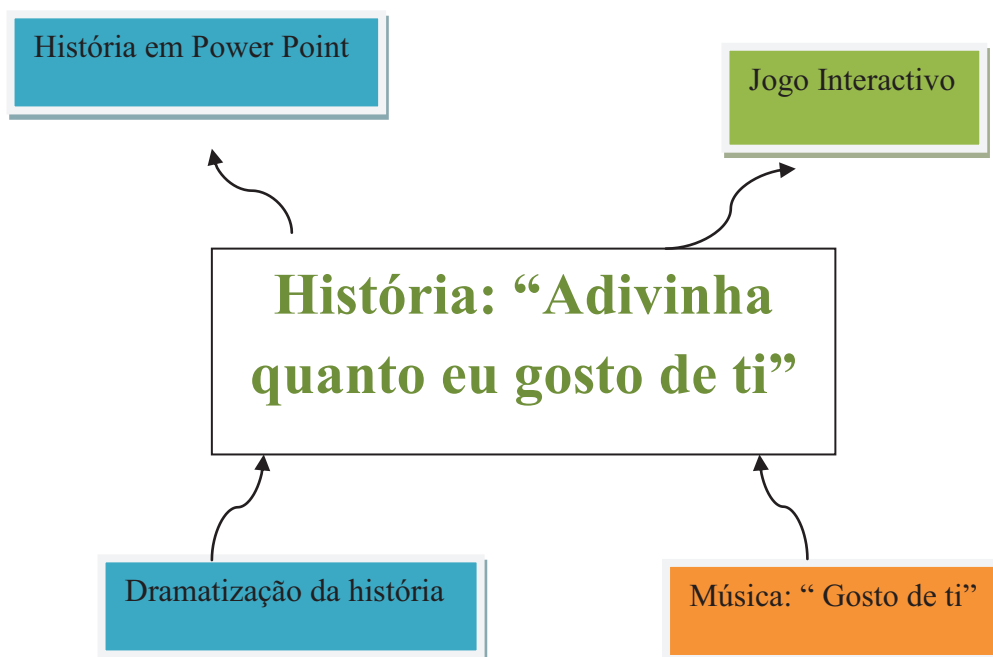 História em Power Point
Jogo Interactivo
História: “Adivinha
quanto eu gosto de ti”
Dramatização da história
Música: “ Gosto de ti”